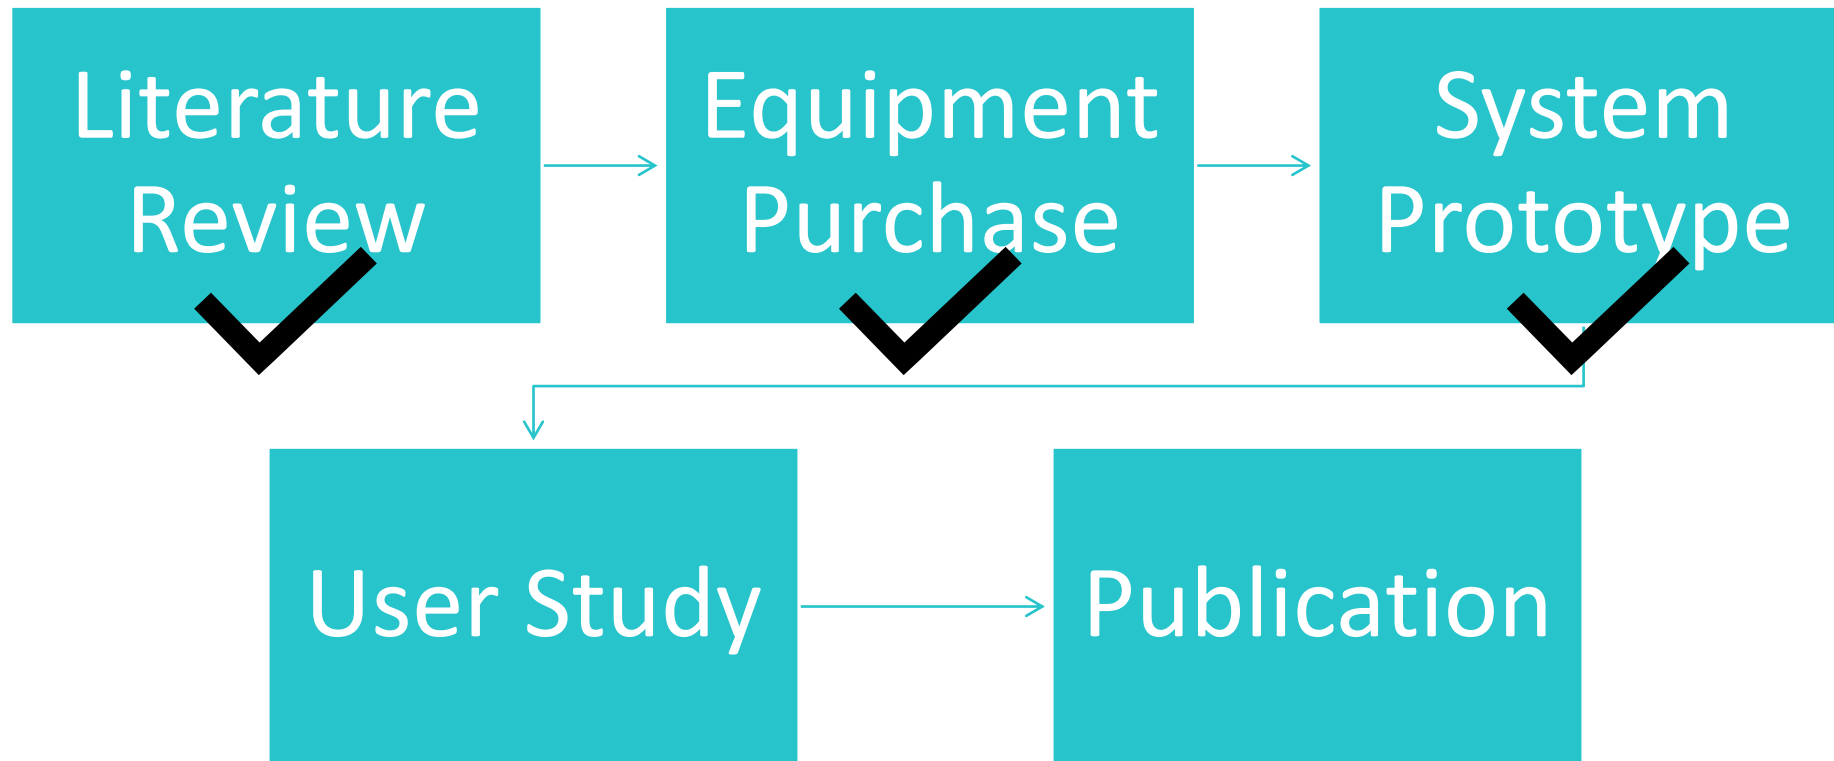 Literature
Review
Equipment
Purchase
System
Prototype
User Study
Publication